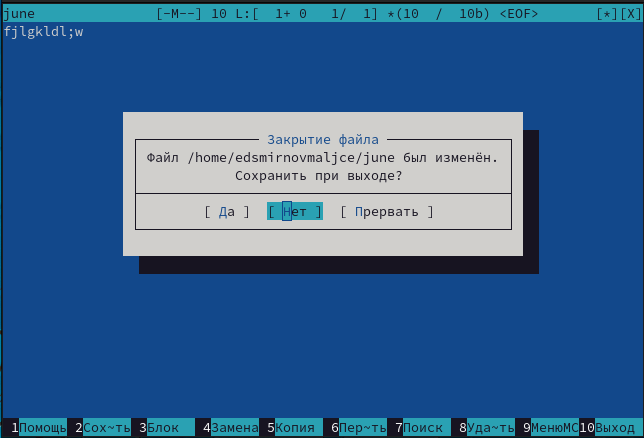 june [-M--] 10 L:[ 1+ 0 1/ 1] *(10 / 10b) <EOF> [*][X]
fjlgkldl;w
Закрытие файла
Файл /home/edsmirnovmaljce/june был изменён.
Сохранить при выходе?
[ Да ] [ Нет ] [ Прервать ]
1Помощь 2Сох~ть 3Блок 4Замена 5Копия 6Пер~ть 7Поиск 8Уда~ть 9МенюMC 10Выход